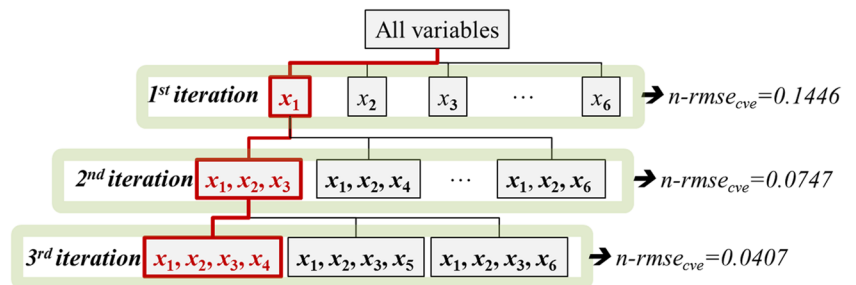 All variables
1st iteration x1 x2 x3 ... x6 → n-rmsecve=0.1446
2nd iteration x1, x2, x3 x1, x2, x4 ... x1, x2, x6 → n-rmsecve=0.0747
3rd iteration x1, x2, x3, x4 x1, x2, x3, x5 x1, x2, x3, x6 → n-rmsecve=0.0407